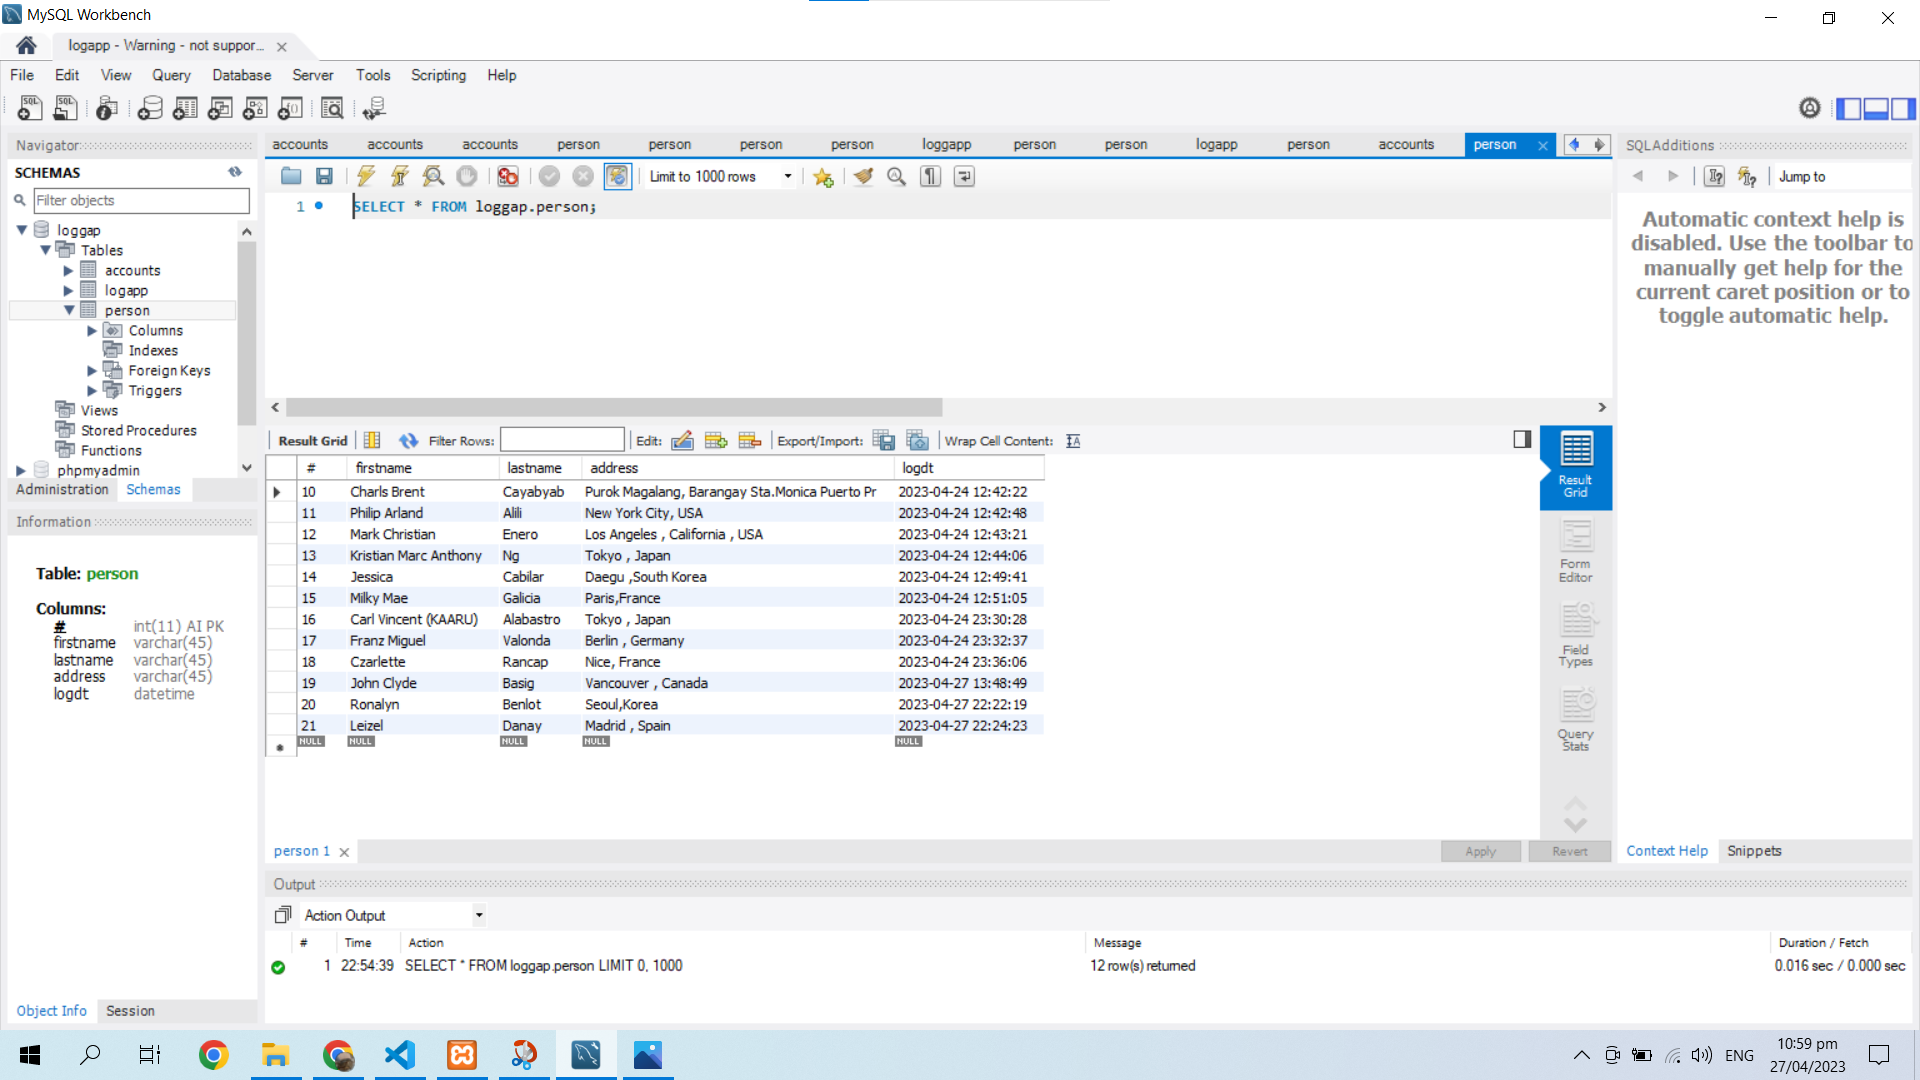 MySQL Workbench
logapp - Warning - not suppor...
File Edit View Query Database Server Tools Scripting Help
Navigator
SCHEMAS
Filter objects
loggap
Tables
accounts
logapp
person
Columns
Indexes
Foreign Keys
Triggers
Views
Stored Procedures
Functions
phpmyadmin
Administration Schemas
Information
Table: person
Columns:
# int(11) AI PK
firstname varchar(45)
lastname varchar(45)
address varchar(45)
logdt datetime
Object Info Session
accounts accounts accounts person person person person loggapp person person logapp person accounts person
Limit to 1000 rows
1 SELECT * FROM loggap.person;
Result Grid Filter Rows: Edit: Export/Import: Wrap Cell Content:
# firstname lastname address logdt
10 Charls Brent Cayabyab Purok Magalang, Barangay Sta.Monica Puerto Pr 2023-04-24 12:42:22
11 Philip Arland Alili New York City, USA 2023-04-24 12:42:48
12 Mark Christian Enero Los Angeles , California , USA 2023-04-24 12:43:21
13 Kristian Marc Anthony Ng Tokyo , Japan 2023-04-24 12:44:06
14 Jessica Cabilar Daegu ,South Korea 2023-04-24 12:49:41
15 Milky Mae Galicia Paris,France 2023-04-24 12:51:05
16 Carl Vincent (KAARU) Alabastro Tokyo , Japan 2023-04-24 23:30:28
17 Franz Miguel Valonda Berlin , Germany 2023-04-24 23:32:37
18 Czarlette Rancap Nice, France 2023-04-24 23:36:06
19 John Clyde Basig Vancouver , Canada 2023-04-27 13:48:49
20 Ronalyn Benlot Seoul,Korea 2023-04-27 22:22:19
21 Leizel Danay Madrid , Spain 2023-04-27 22:24:23
NULL NULL NULL NULL NULL
Result
Grid
Form
Editor
Field
Types
Query
Stats
person 1
Apply Revert
SQLAdditions
Jump to
Automatic context help is
disabled. Use the toolbar to
manually get help for the
current caret position or to
toggle automatic help.
Context Help Snippets
Output
Action Output
# Time Action Message Duration / Fetch
1 22:54:39 SELECT * FROM loggap.person LIMIT 0, 1000 12 row(s) returned 0.016 sec / 0.000 sec
ENG
10:59 pm
27/04/2023